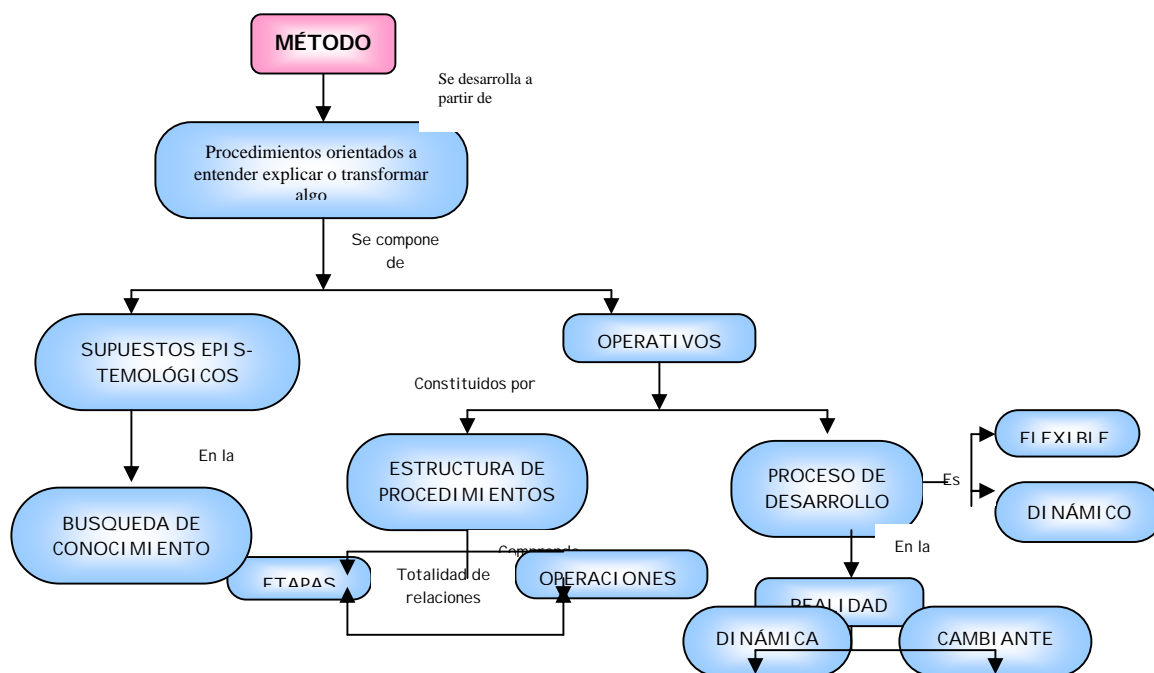 MÉTODO
Se desarrolla a
partir de
Procedimientos orientados a
entender explicar o transformar
algo
Se compone
de
SUPUESTOS EPIS-
TEMOLÓGICOS
OPERATIVOS
Constituidos por
En la
ESTRUCTURA DE
PROCEDIMIENTOS
PROCESO DE
DESARROLLO
Es
FLEXIBLE
DINÁMICO
BUSQUEDA DE
CONOCIMIENTO
Comprende
En la
ETAPAS
Totalidad de
relaciones
OPERACIONES
REALIDAD
DINÁMICA
CAMBIANTE